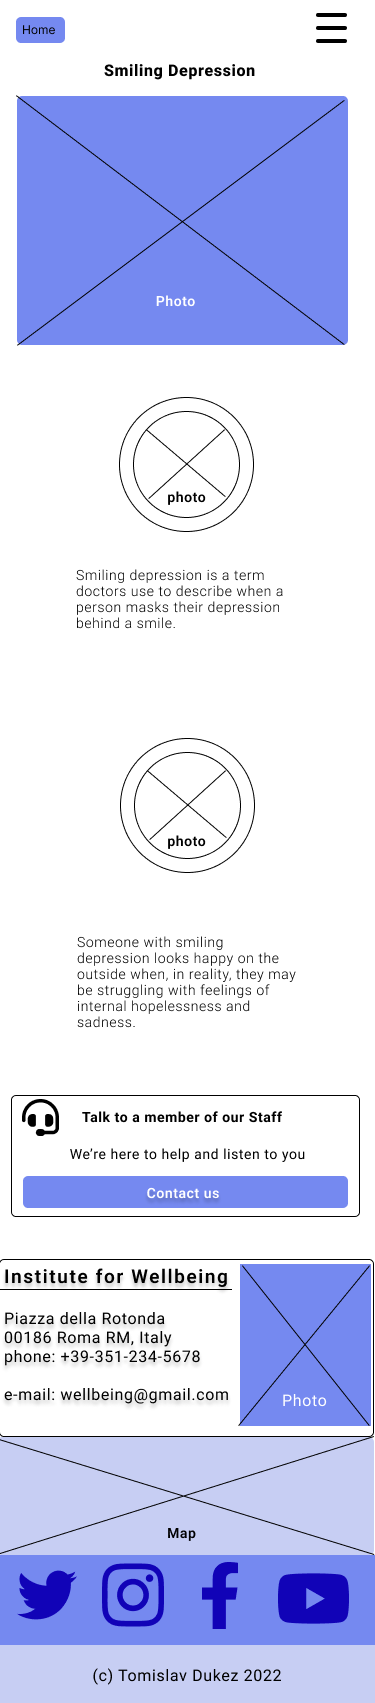 Home
Smiling Depression
Photo
photo
Smiling depression is a term
doctors use to describe when a
person masks their depression
behind a smile.
photo
Someone with smiling
depression looks happy on the
outside when, in reality, they may
be struggling with feelings of
internal hopelessness and
sadness.
Talk to a member of our Staff
We're here to help and listen to you
Contact us
Institute for Wellbeing
Piazza della Rotonda
00186 Roma RM, Italy
phone: +39-351-234-5678
e-mail: wellbeing@gmail.com
Photo
Map
(c) Tomislav Dukez 2022